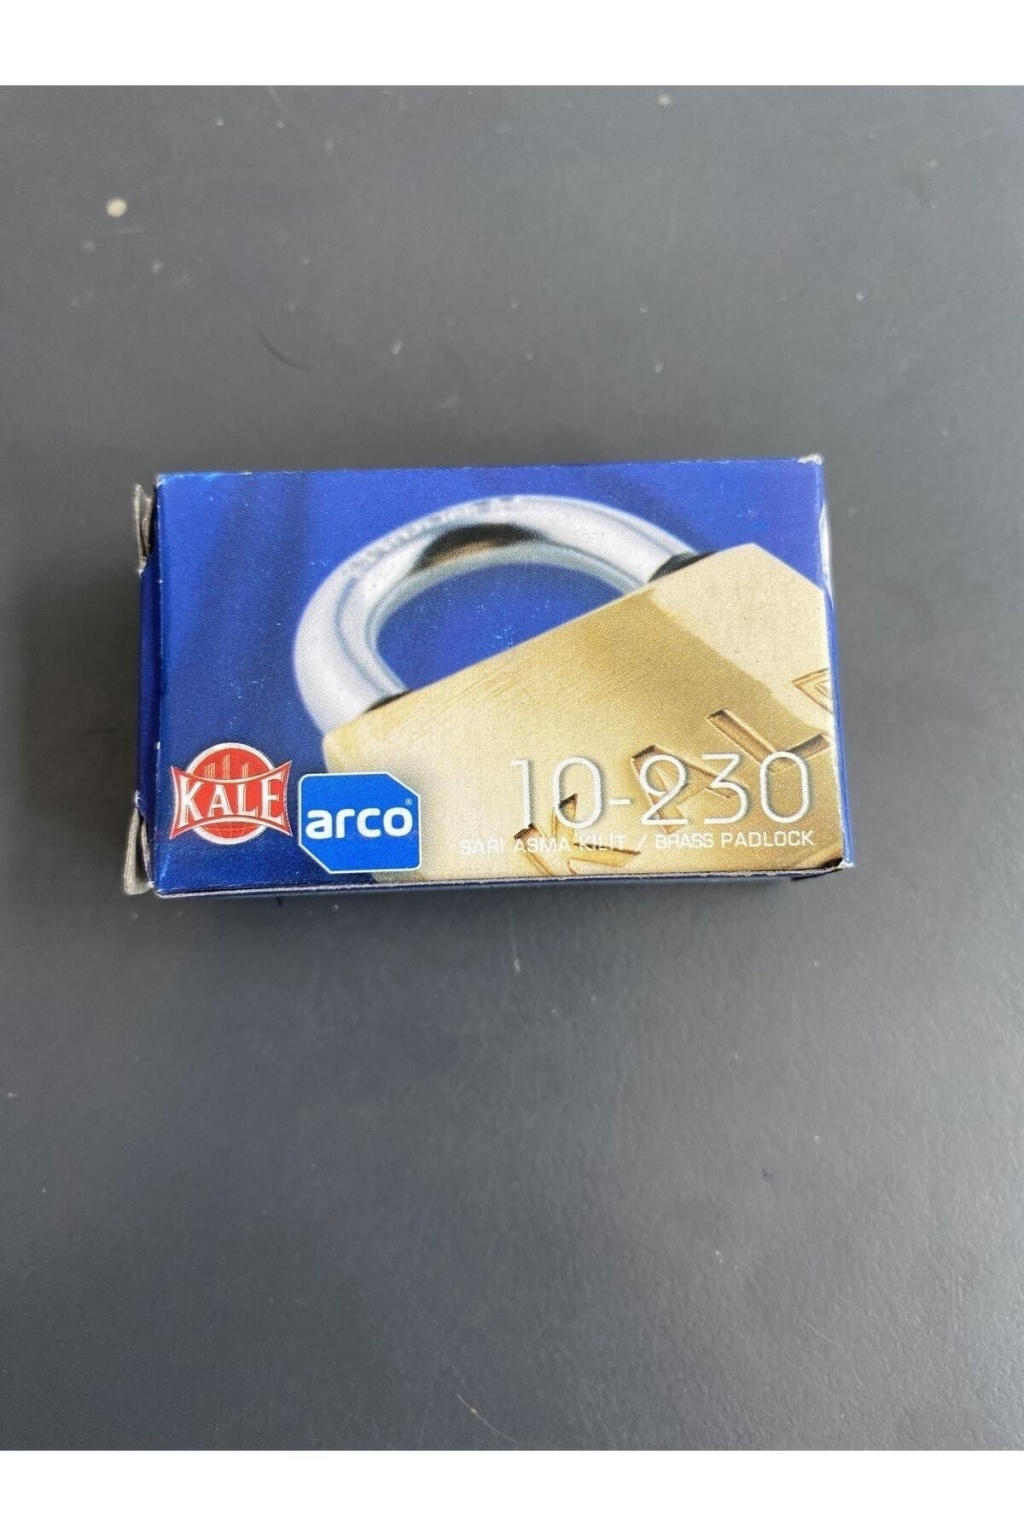 KALE
arco®
10-230
SARI ASMA KİLİT / BRASS PADLOCK